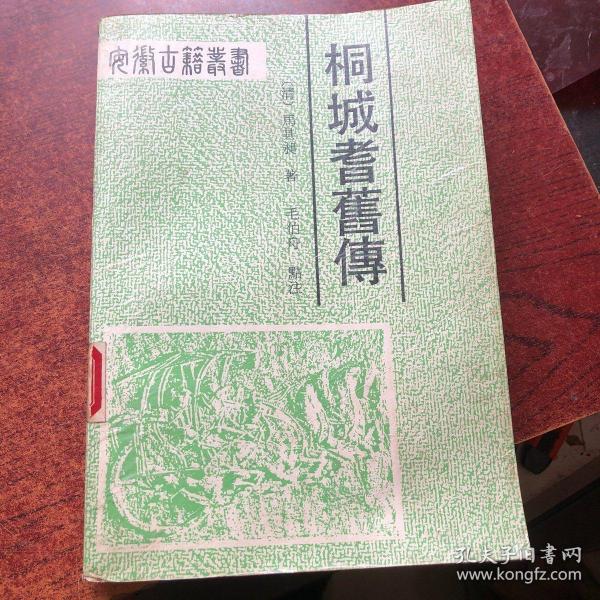 安徽古籍叢書
桐城耆舊傳
〔清〕馬其昶 著
毛伯舟 點注
孔夫子旧书网
www.kongfz.com